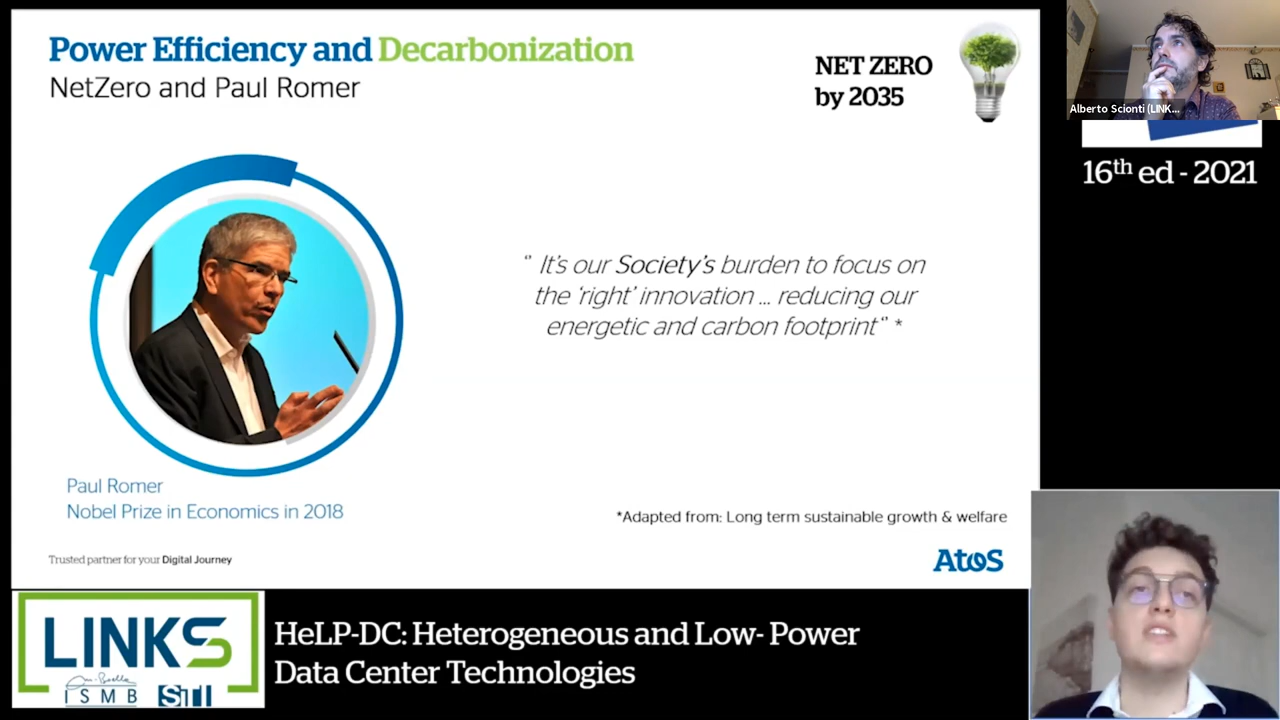 Power Efficiency and Decarbonization
NetZero and Paul Romer
NET ZERO
by 2035
Alberto Scionti (LINK...
16th ed - 2021
“ It's our Society's burden to focus on
the ‘right’ innovation ... reducing our
energetic and carbon footprint“ *
Paul Romer
Nobel Prize in Economics in 2018
*Adapted from: Long term sustainable growth & welfare
Trusted partner for your Digital Journey
Atos
LINKS
ISMB
STI
HeLP-DC: Heterogeneous and Low- Power
Data Center Technologies